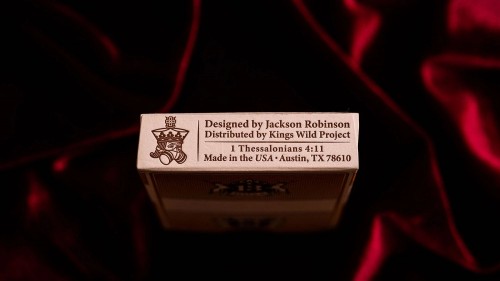 Designed by Jackson Robinson
Distributed by Kings Wild Project
1 Thessalonians 4:11
Made in the USA • Austin, TX 78610